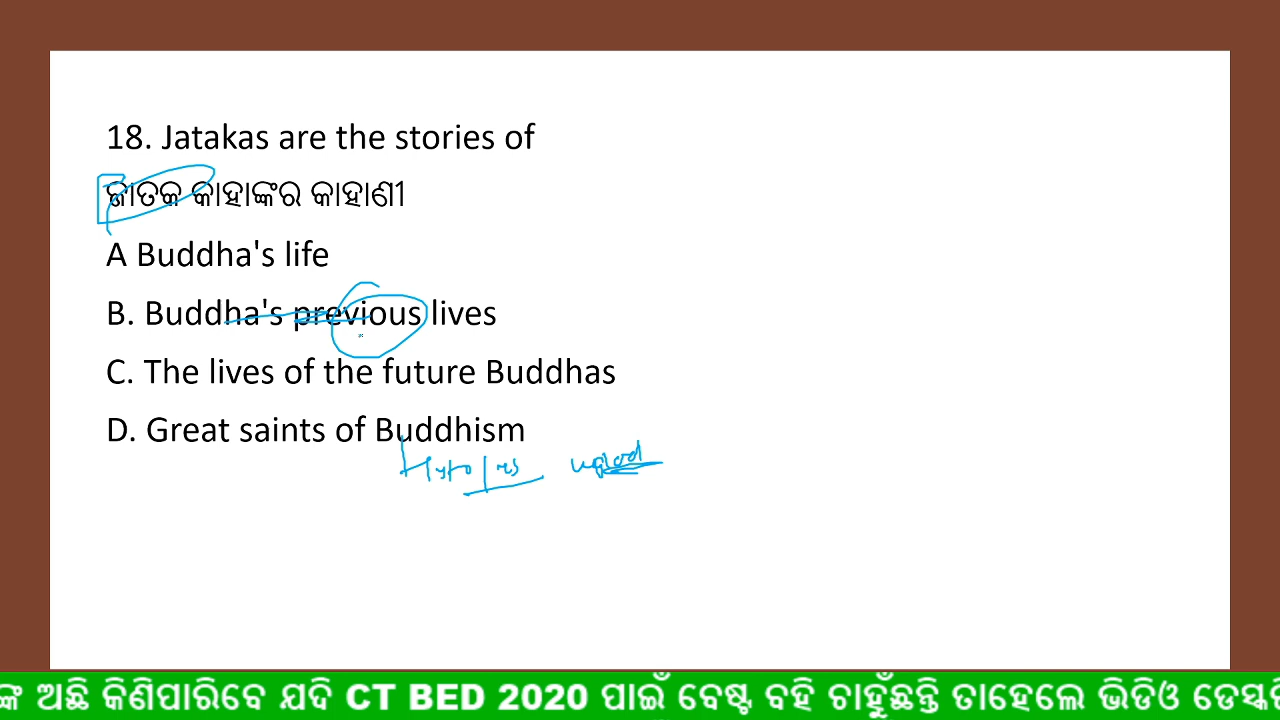 18. Jatakas are the stories of
ଜାତକ କାହାଙ୍କର କାହାଣୀ
A Buddha's life
B. Buddha's previous lives
C. The lives of the future Buddhas
D. Great saints of Buddhism
ଙ୍କ ଅଛି କିଣିପାରିବେ ଯଦି CT BED 2020 ପାଇଁ ବେଷ୍ଟ ବହି ଚାହୁଁଛନ୍ତି ତାହେଲେ ଭିଡିଓ